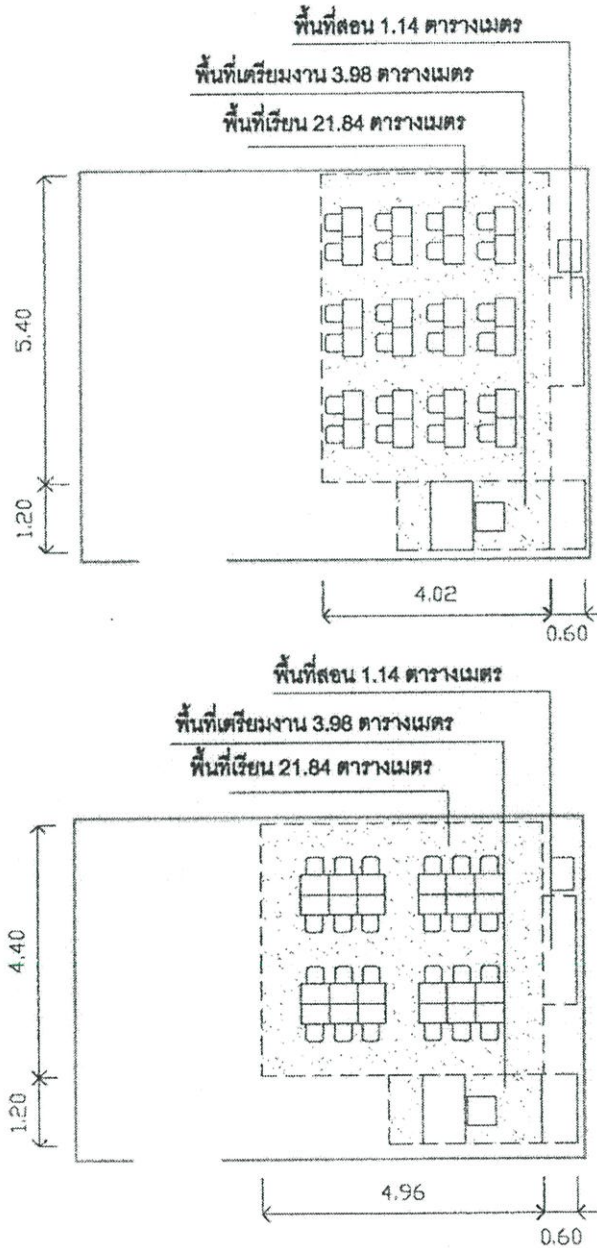 พื้นที่สอน 1.14 ตารางเมตร
พื้นที่เตรียมงาน 3.98 ตารางเมตร
พื้นที่เรียน 21.84 ตารางเมตร
5.40
1.20
4.02
0.60
พื้นที่สอน 1.14 ตารางเมตร
พื้นที่เตรียมงาน 3.98 ตารางเมตร
พื้นที่เรียน 21.84 ตารางเมตร
4.40
1.20
4.96
0.60